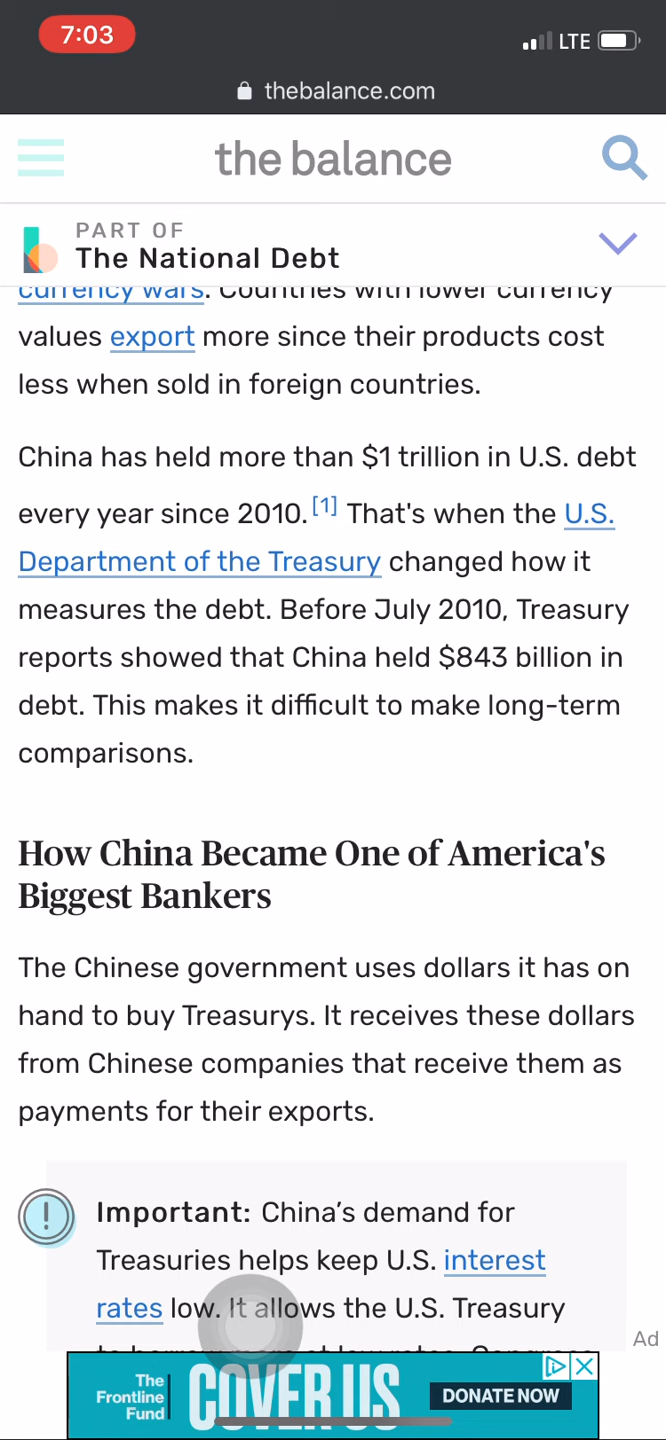 7:03
LTE
thebalance.com
the balance
PART OF
The National Debt
currency wars. Countries with lower currency
values export more since their products cost
less when sold in foreign countries.
China has held more than $1 trillion in U.S. debt
every year since 2010.[1] That's when the U.S.
Department of the Treasury changed how it
measures the debt. Before July 2010, Treasury
reports showed that China held $843 billion in
debt. This makes it difficult to make long-term
comparisons.
How China Became One of America's
Biggest Bankers
The Chinese government uses dollars it has on
hand to buy Treasurys. It receives these dollars
from Chinese companies that receive them as
payments for their exports.
Important: China’s demand for
Treasuries helps keep U.S. interest
rates low. It allows the U.S. Treasury
Ad
The
Frontline
Fund
COVER US
DONATE NOW